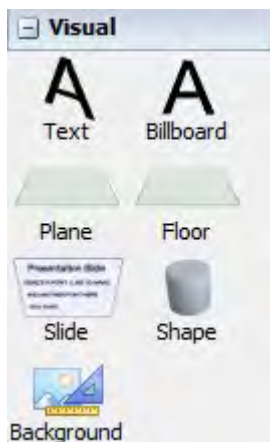 Visual
Text Billboard
Plane Floor
Presentation Slide
Slide Shape
Background